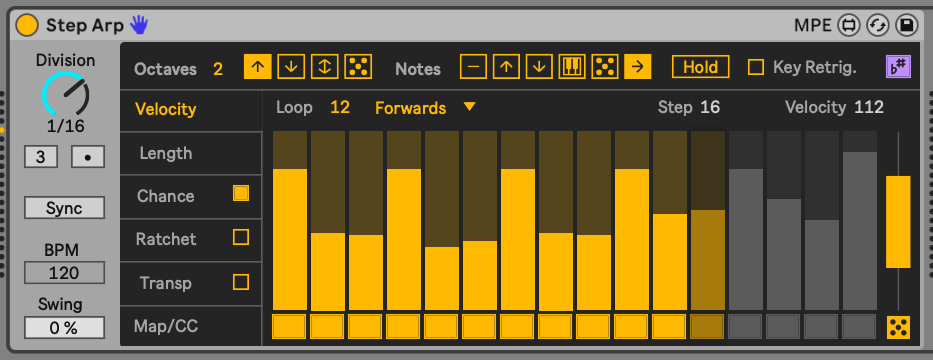 Step Arp MPE
Division
1/16
3
Sync
BPM
120
Swing
0 %
Octaves 2 Notes Hold Key Retrig. b#
Velocity
Length
Chance
Ratchet
Transp
Map/CC
Loop 12 Forwards Step 16 Velocity 112